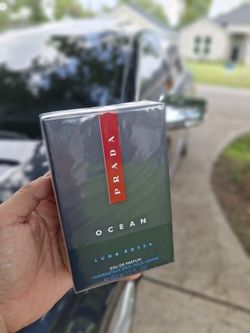 PRADA
OCEAN
LUNA ROSSA
EAU DE PARFUM